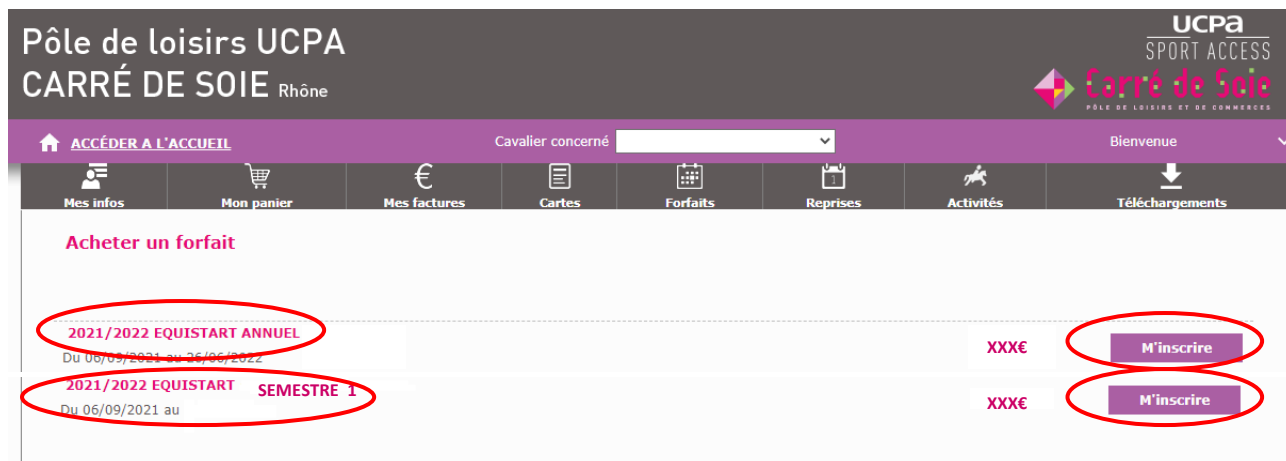 Pôle de loisirs UCPA
CARRÉ DE SOIE Rhône
UCPA
SPORT ACCESS
Carré de Soie
PÔLE DE LOISIRS ET DE COMMERCES
ACCÉDER A L'ACCUEIL
Cavalier concerné
Bienvenue
Mes infos
Mon panier
Mes factures
Cartes
Forfaits
1
Reprises
Activités
Téléchargements
Acheter un forfait
2021/2022 EQUISTART ANNUEL
Du 06/09/2021 au 26/06/2022
XXX€
M'inscrire
2021/2022 EQUISTART SEMESTRE 1
Du 06/09/2021 au
XXX€
M'inscrire